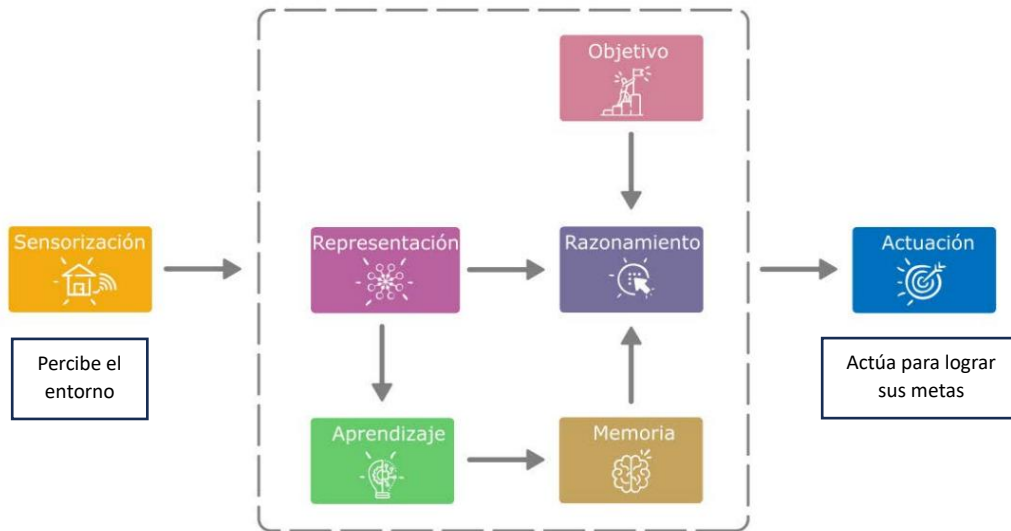 Objetivo
Sensorización
Representación
Razonamiento
Actuación
Percibe el
entorno
Actúa para lograr
sus metas
Aprendizaje
Memoria